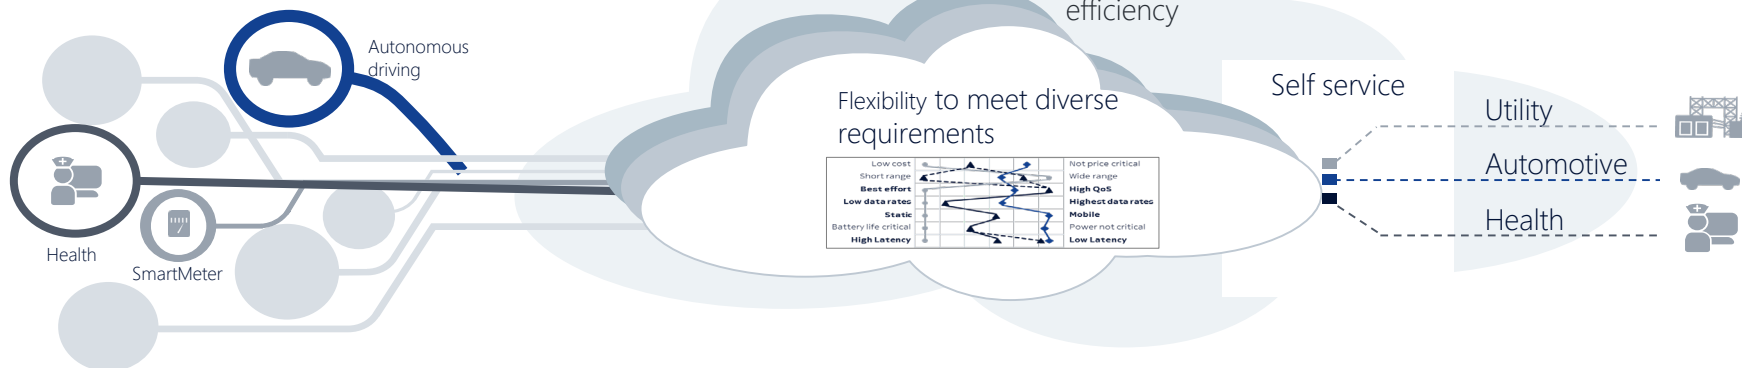 efficiency
Autonomous
driving
Health
SmartMeter
Flexibility to meet diverse
requirements
Low cost Not price critical
Short range Wide range
Best effort High QoS
Low data rates Highest data rates
Static Mobile
Battery life critical Power not critical
High Latency Low Latency
Self service
Utility
Automotive
Health